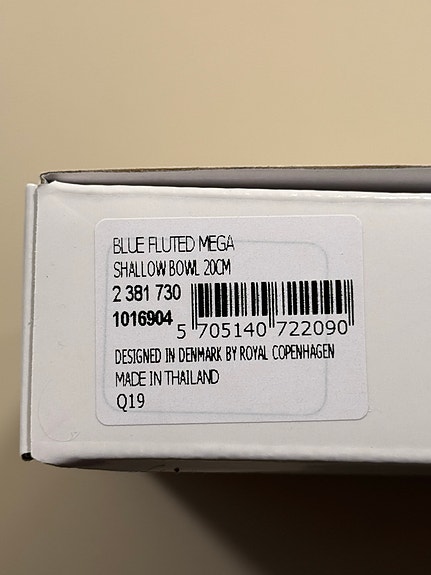 BLUE FLUTED MEGA
SHALLOW BOWL 20CM
2 381 730
1016904
5 705140 722090
DESIGNED IN DENMARK BY ROYAL COPENHAGEN
MADE IN THAILAND
Q19